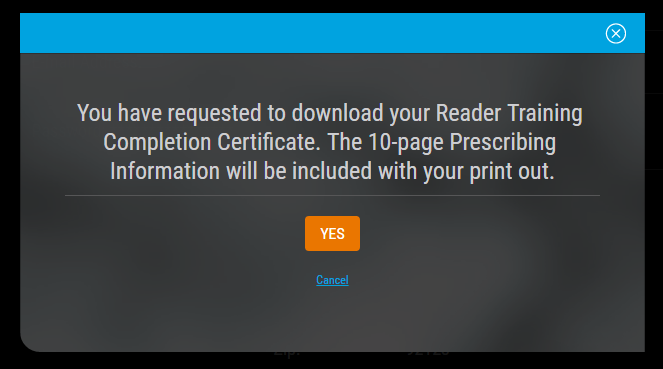 You have requested to download your Reader Training
Completion Certificate. The 10-page Prescribing
Information will be included with your print out.
YES
Cancel